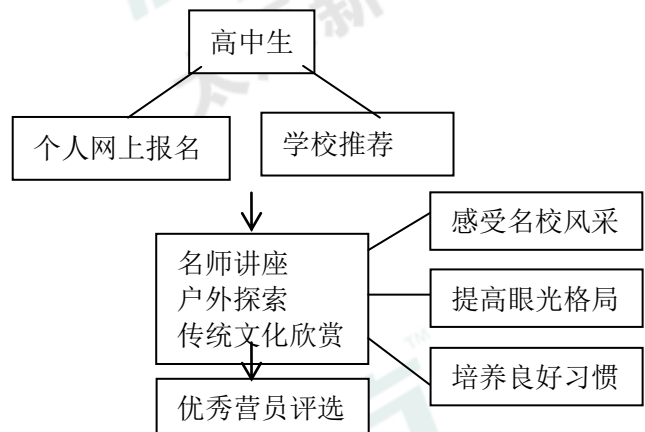 高中生
个人网上报名
学校推荐
名师讲座
户外探索
传统文化欣赏
感受名校风采
提高眼光格局
培养良好习惯
优秀营员评选
TM